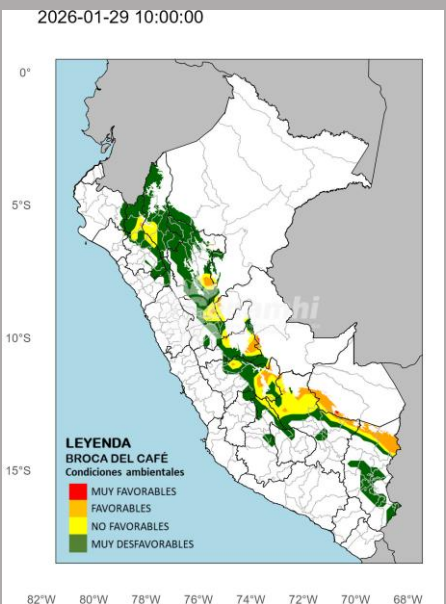 2026-01-29 10:00:00
0°
5°S
10°S
15°S
LEYENDA
BROCA DEL CAFÉ
Condiciones ambientales
MUY FAVORABLES
FAVORABLES
NO FAVORABLES
MUY DESFAVORABLES
82°W 80°W 78°W 76°W 74°W 72°W 70°W 68°W